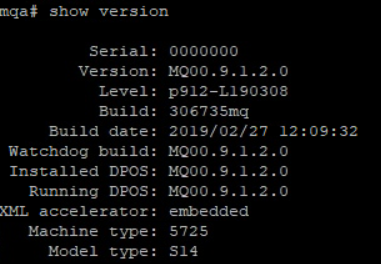 mqa# show version
Serial: 0000000
Version: MQ00.9.1.2.0
Level: p912-L190308
Build: 306735mq
Build date: 2019/02/27 12:09:32
Watchdog build: MQ00.9.1.2.0
Installed DPOS: MQ00.9.1.2.0
Running DPOS: MQ00.9.1.2.0
XML accelerator: embedded
Machine type: 5725
Model type: S14